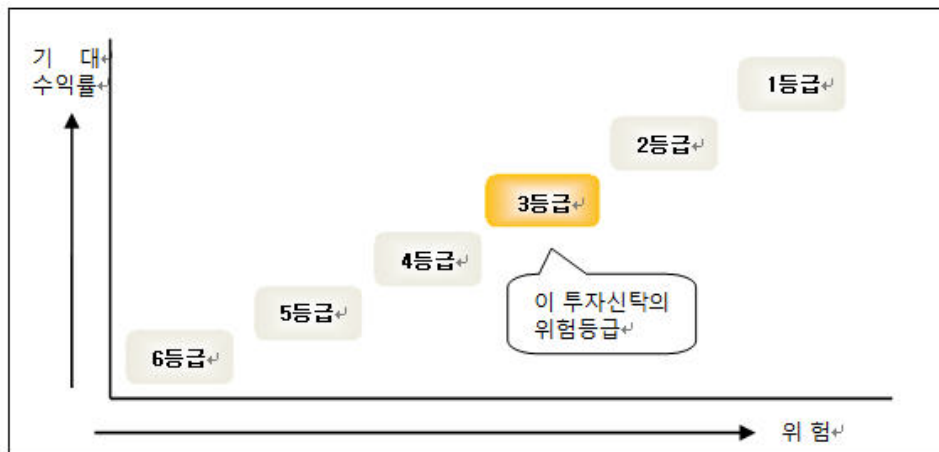 기 대
수익률
1등급
2등급
3등급
4등급
이 투자신탁의
위험등급
5등급
6등급
위 험